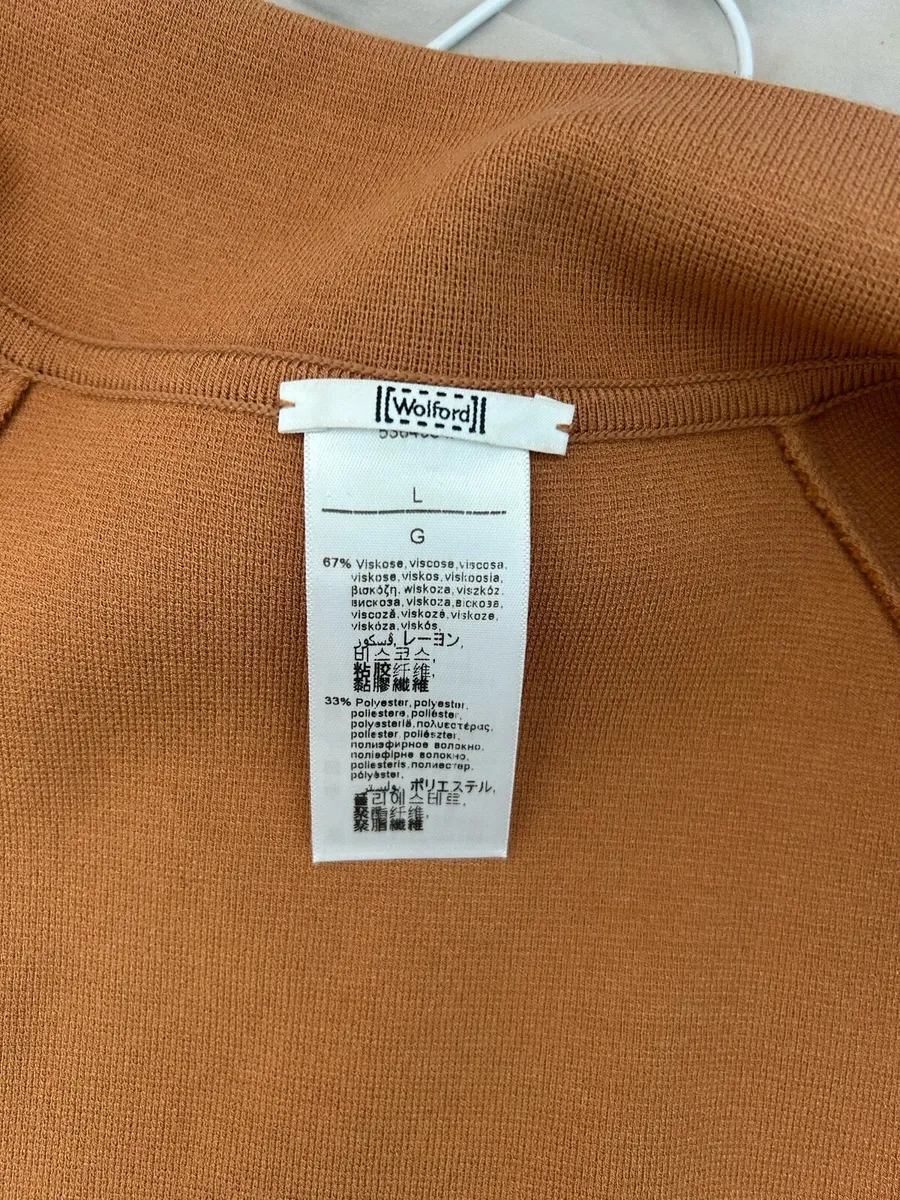 [Wolford]
L
G
67% Viskose, viscose, viscosa,
viskose, viskos, viskoosia,
βισκόζη, wiskoza, viszkóz,
вискоза, viskoza, вiскоза,
viscoză, viskozė, viskoze,
viskóza, viskós,
فسكوز, レーヨン,
비스코스,
粘胶纤维,
黏膠纖維
33% Polyester, polyester,
poliestere, poliéster,
polyesteriä, πολυεστέρας,
poliester, poliészter,
полиэфирное волокно,
поліефірне волокно,
poliesteris, полиестер,
pólýester,
بوليستر, ポリエステル,
폴리에스테르,
聚酯纤维,
聚脂纖維